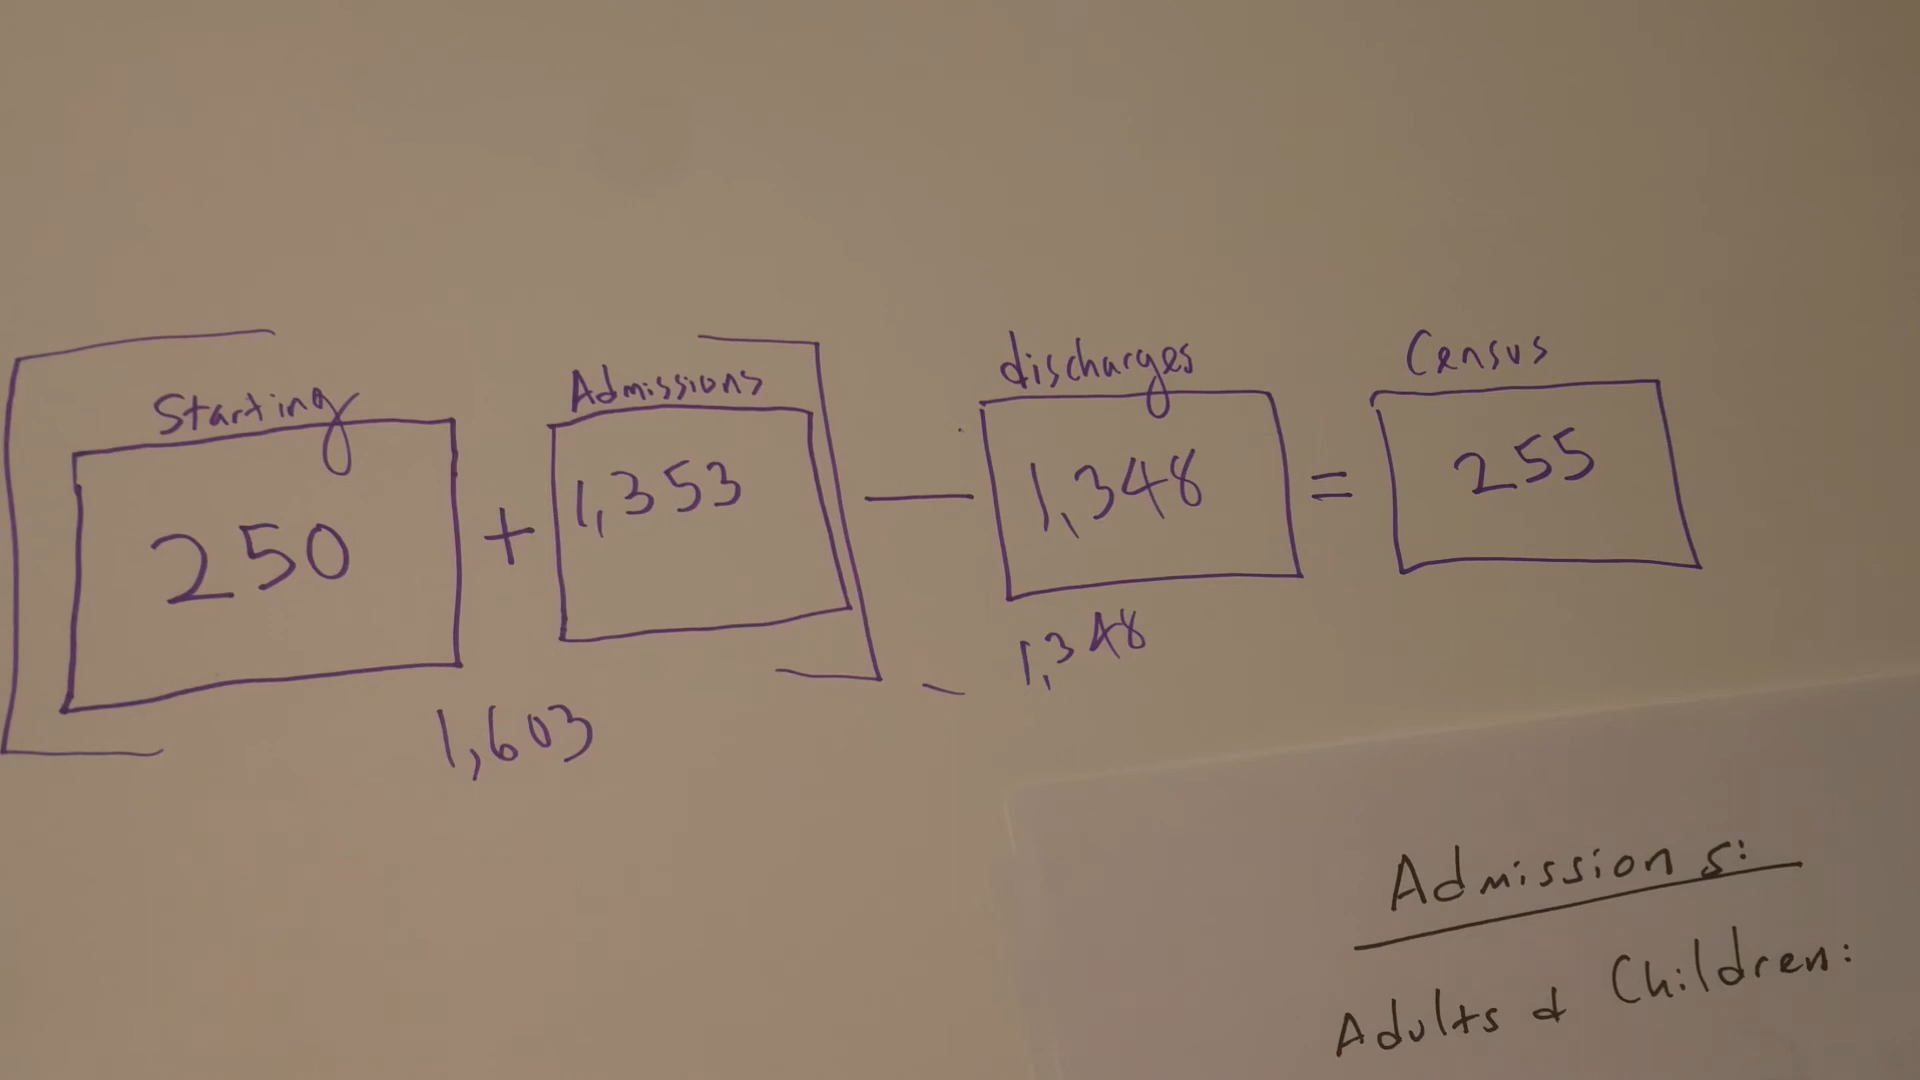 Starting Admissions discharges Census
250 + 1,353 — 1,348 = 255
1,603 - 1,348
Admissions:
Adults & Children: